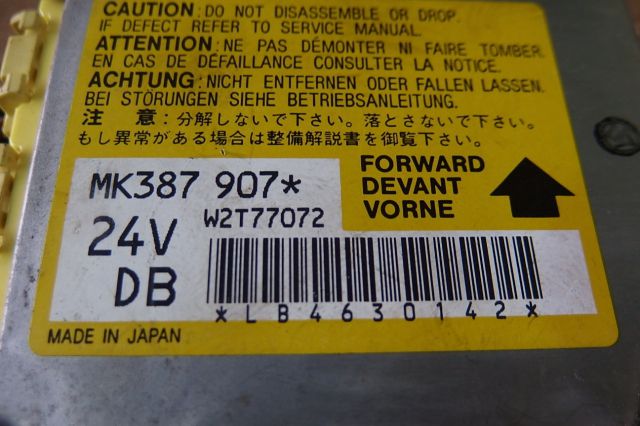 CAUTION : DO NOT DISASSEMBLE OR DROP.
IF DEFECT REFER TO SERVICE MANUAL.
ATTENTION : NE PAS DÉMONTER NI FAIRE TOMBER.
EN CAS DE DÉFAILLANCE CONSULTER LA NOTICE.
ACHTUNG : NICHT ENTFERNEN ODER FALLEN LASSEN.
BEI STÖRUNGEN SIEHE BETRIEBSANLEITUNG.
注 意 : 分解しないで下さい。落とさないで下さい。
もし異常がある場合は整備解説書を御覧下さい。
MK387 907*
W2T77072
24V
DB
FORWARD
DEVANT
VORNE
*LB4630142*
MADE IN JAPAN